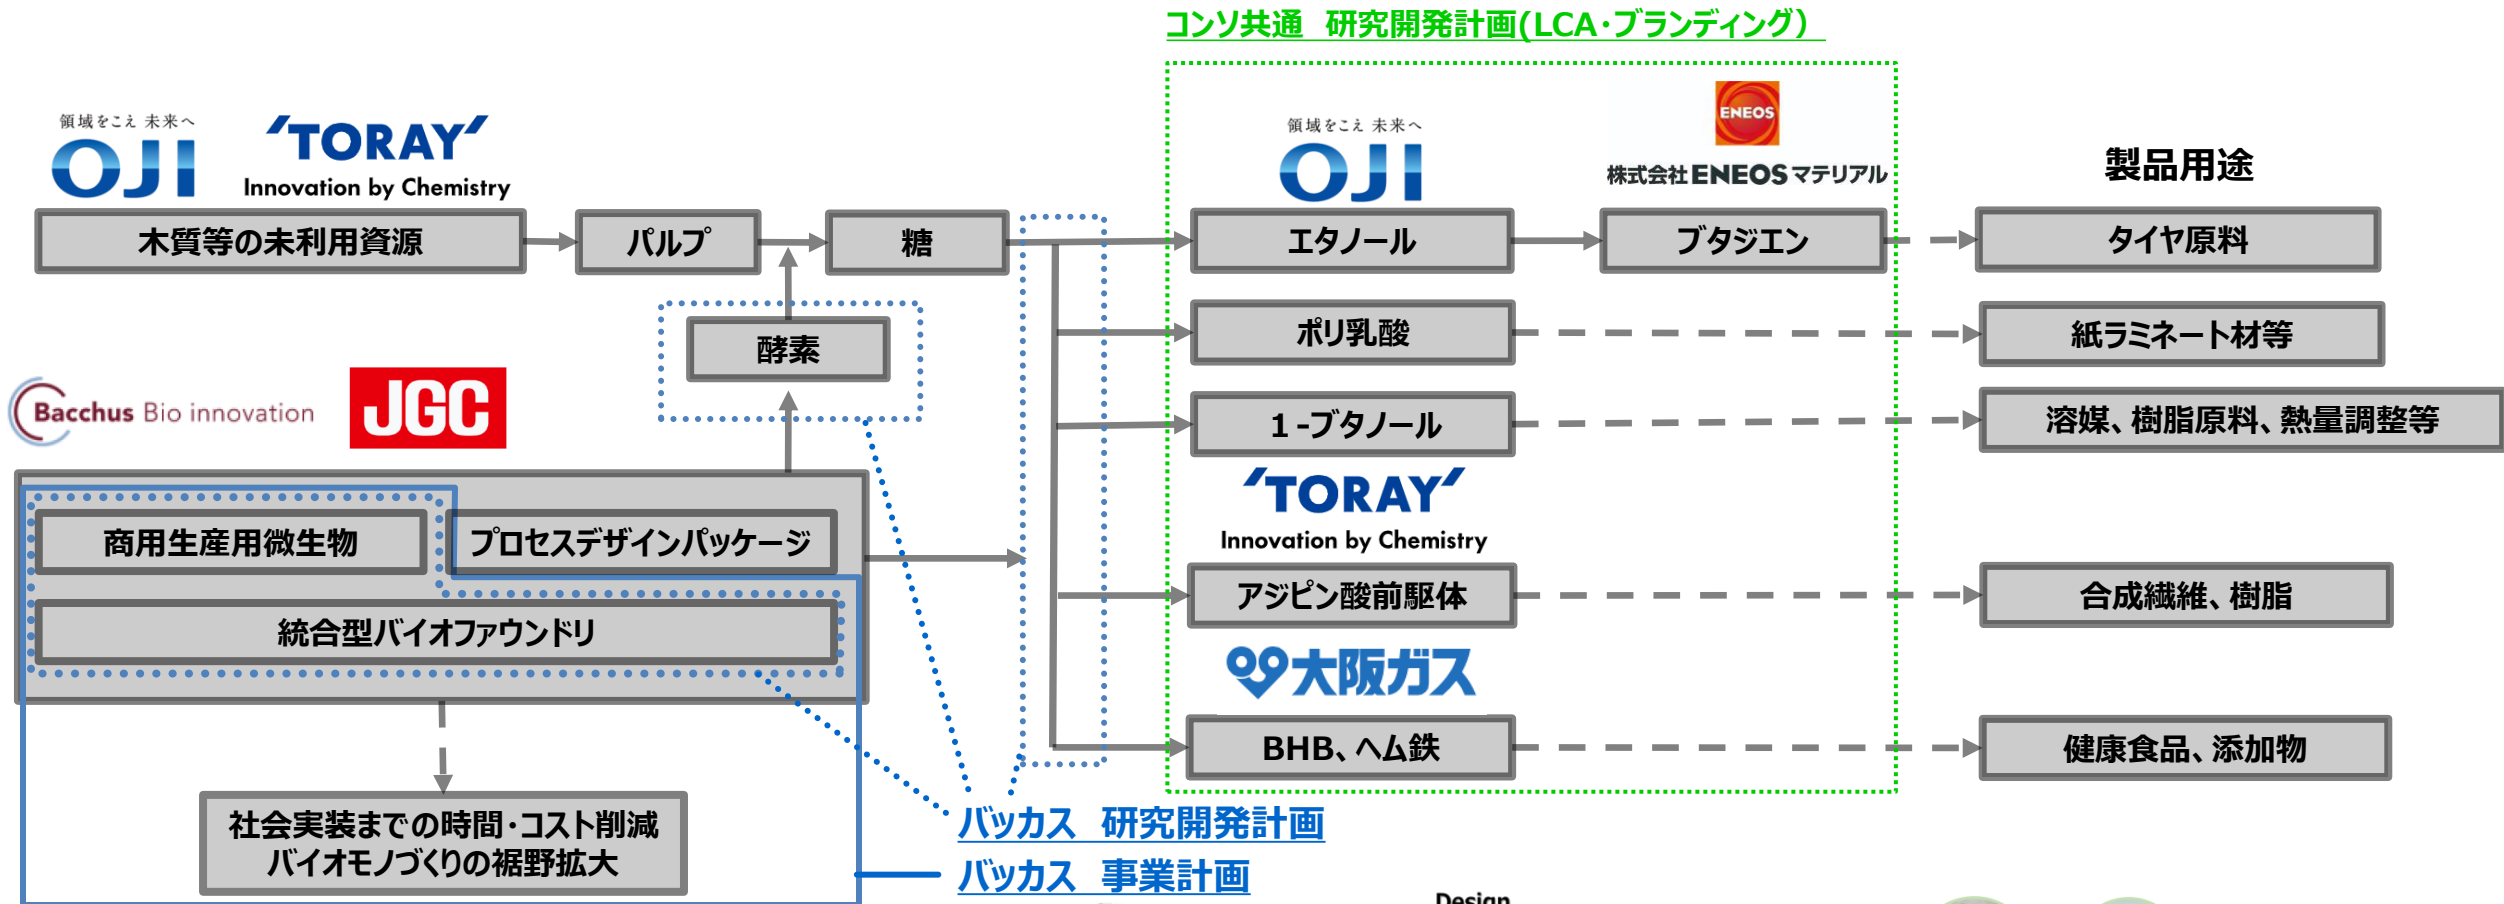 コンソ共通　研究開発計画(LCA・ブランディング）
領域をこえ 未来へ
OJI
'TORAY'
Innovation by Chemistry
領域をこえ 未来へ
OJI
ENEOS
株式会社ENEOSマテリアル
製品用途
木質等の未利用資源
パルプ
糖
エタノール
ブタジエン
タイヤ原料
酵素
ポリ乳酸
紙ラミネート材等
Bacchus Bio innovation
JGC
1-ブタノール
溶媒、樹脂原料、熱量調整等
'TORAY'
Innovation by Chemistry
商用生産用微生物
プロセスデザインパッケージ
アジピン酸前駆体
合成繊維、樹脂
統合型バイオファウンドリ
大阪ガス
BHB、ヘム鉄
健康食品、添加物
社会実装までの時間・コスト削減
バイオモノづくりの裾野拡大
バッカス　研究開発計画
バッカス　事業計画
Design